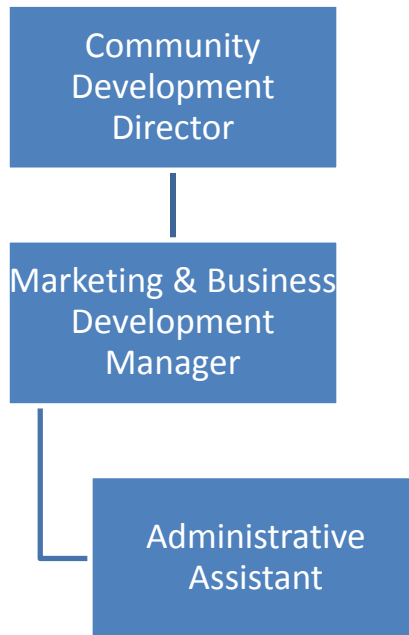 Community
Development
Director
Marketing & Business
Development
Manager
Administrative
Assistant